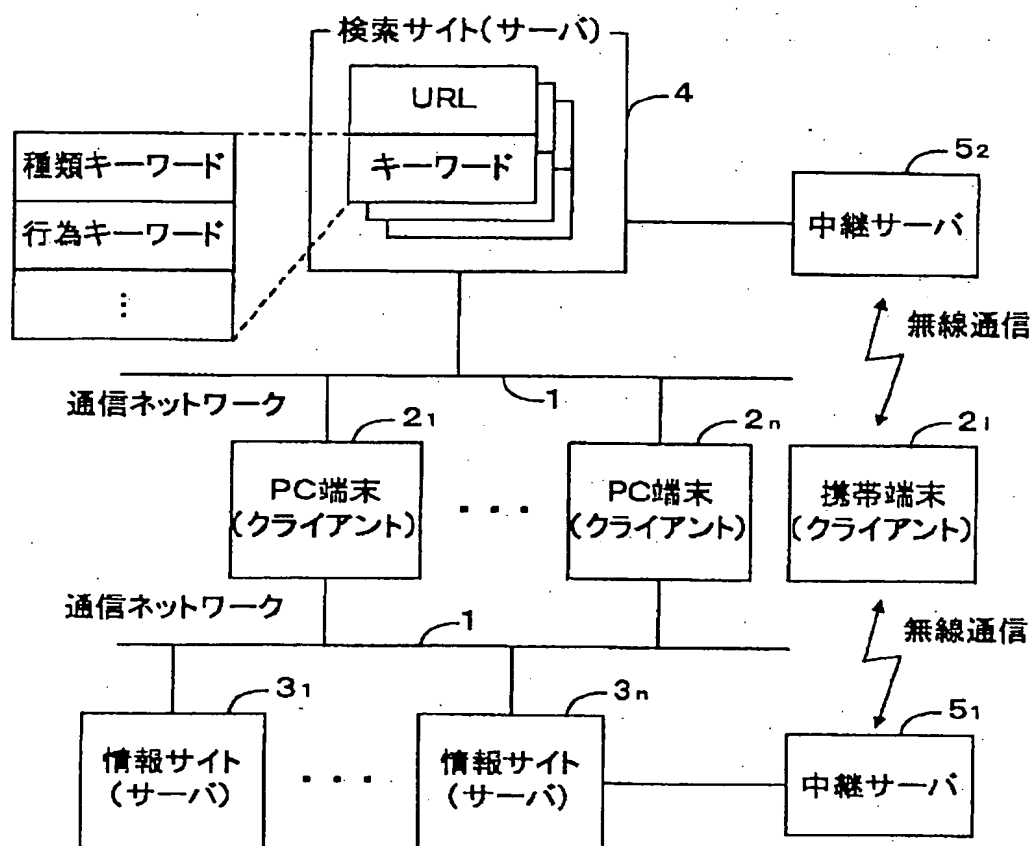 検索サイト(サーバ)
URL
キーワード
4
種類キーワード
行為キーワード
⋮
52
中継サーバ
無線通信
通信ネットワーク
1
21
PC端末
(クライアント)
・・・
2n
PC端末
(クライアント)
2i
携帯端末
(クライアント)
通信ネットワーク
1
無線通信
31
情報サイト
(サーバ)
・・・
3n
情報サイト
(サーバ)
51
中継サーバ